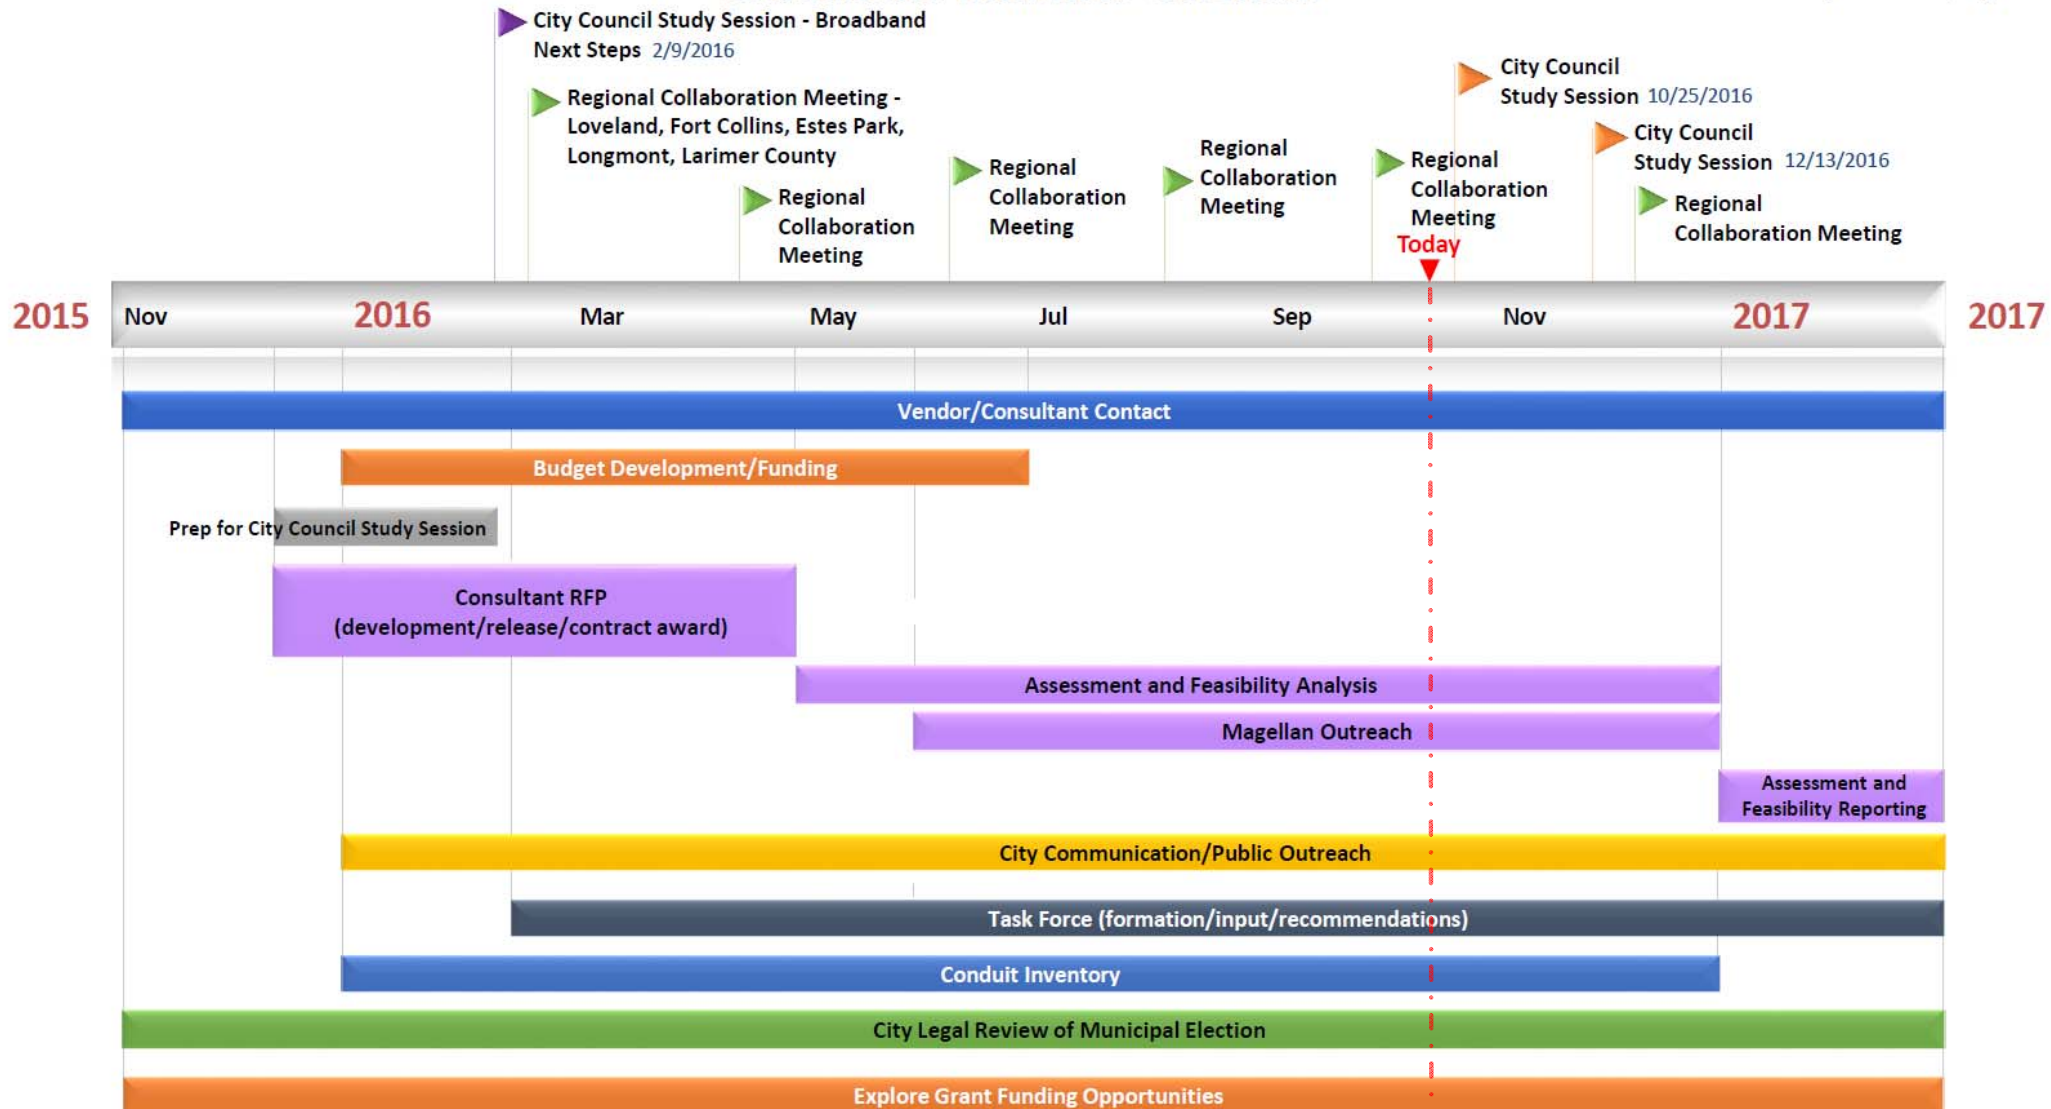 City Council Study Session - Broadband
Next Steps 2/9/2016
Regional Collaboration Meeting -
Loveland, Fort Collins, Estes Park,
Longmont, Larimer County
Regional
Collaboration
Meeting
Regional
Collaboration
Meeting
Regional
Collaboration
Meeting
Regional
Collaboration
Meeting
City Council
Study Session 10/25/2016
City Council
Study Session 12/13/2016
Regional
Collaboration Meeting
Today
2015 Nov 2016 Mar May Jul Sep Nov 2017 2017
Vendor/Consultant Contact
Budget Development/Funding
Prep for City Council Study Session
Consultant RFP
(development/release/contract award)
Assessment and Feasibility Analysis
Magellan Outreach
Assessment and
Feasibility Reporting
City Communication/Public Outreach
Task Force (formation/input/recommendations)
Conduit Inventory
City Legal Review of Municipal Election
Explore Grant Funding Opportunities